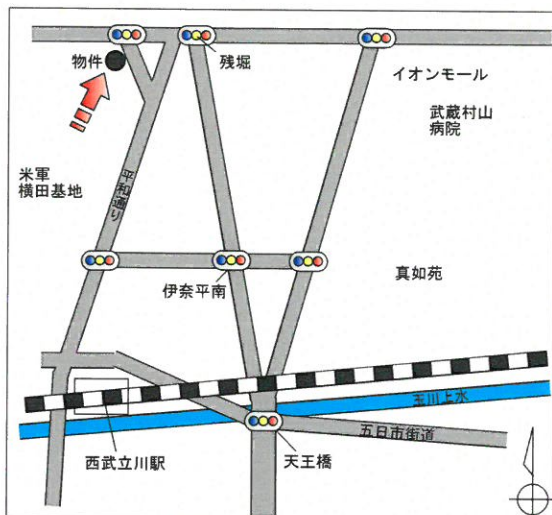 物件
残堀
イオンモール
武蔵村山
病院
米軍
横田基地
平和通り
伊奈平南
真如苑
玉川上水
五日市街道
西武立川駅
天王橋